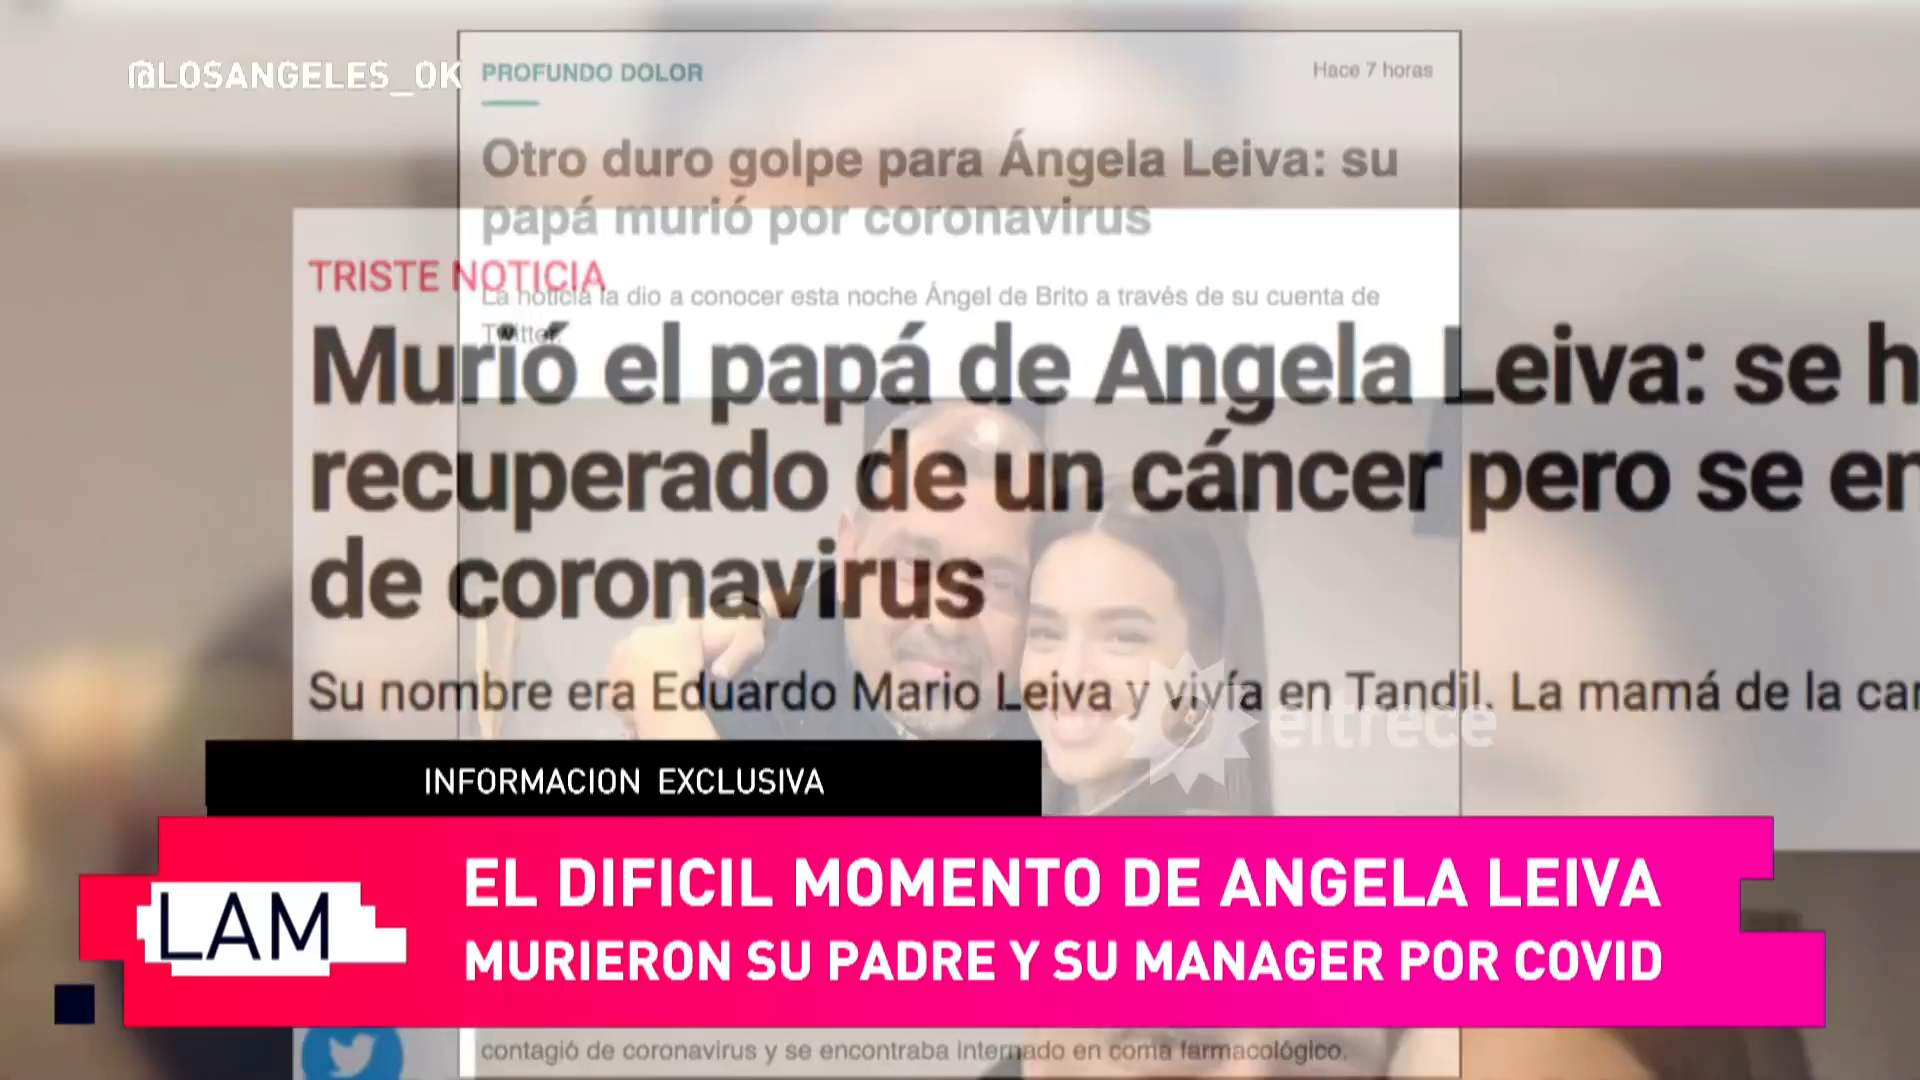 @LOSANGELES_OK
PROFUNDO DOLOR
Hace 7 horas
Otro duro golpe para Ángela Leiva: su
papá murió por coronavirus
La noticia la dio a conocer esta noche Ángel de Brito a través de su cuenta de
Twitter.
TRISTE NOTICIA
Murió el papá de Angela Leiva: se h
recuperado de un cáncer pero se en
de coronavirus
Su nombre era Eduardo Mario Leiva y vivía en Tandil. La mamá de la can
eltrece
INFORMACION EXCLUSIVA
LAM
EL DIFICIL MOMENTO DE ANGELA LEIVA
MURIERON SU PADRE Y SU MANAGER POR COVID
contagió de coronavirus y se encontraba internado en coma farmacológico.